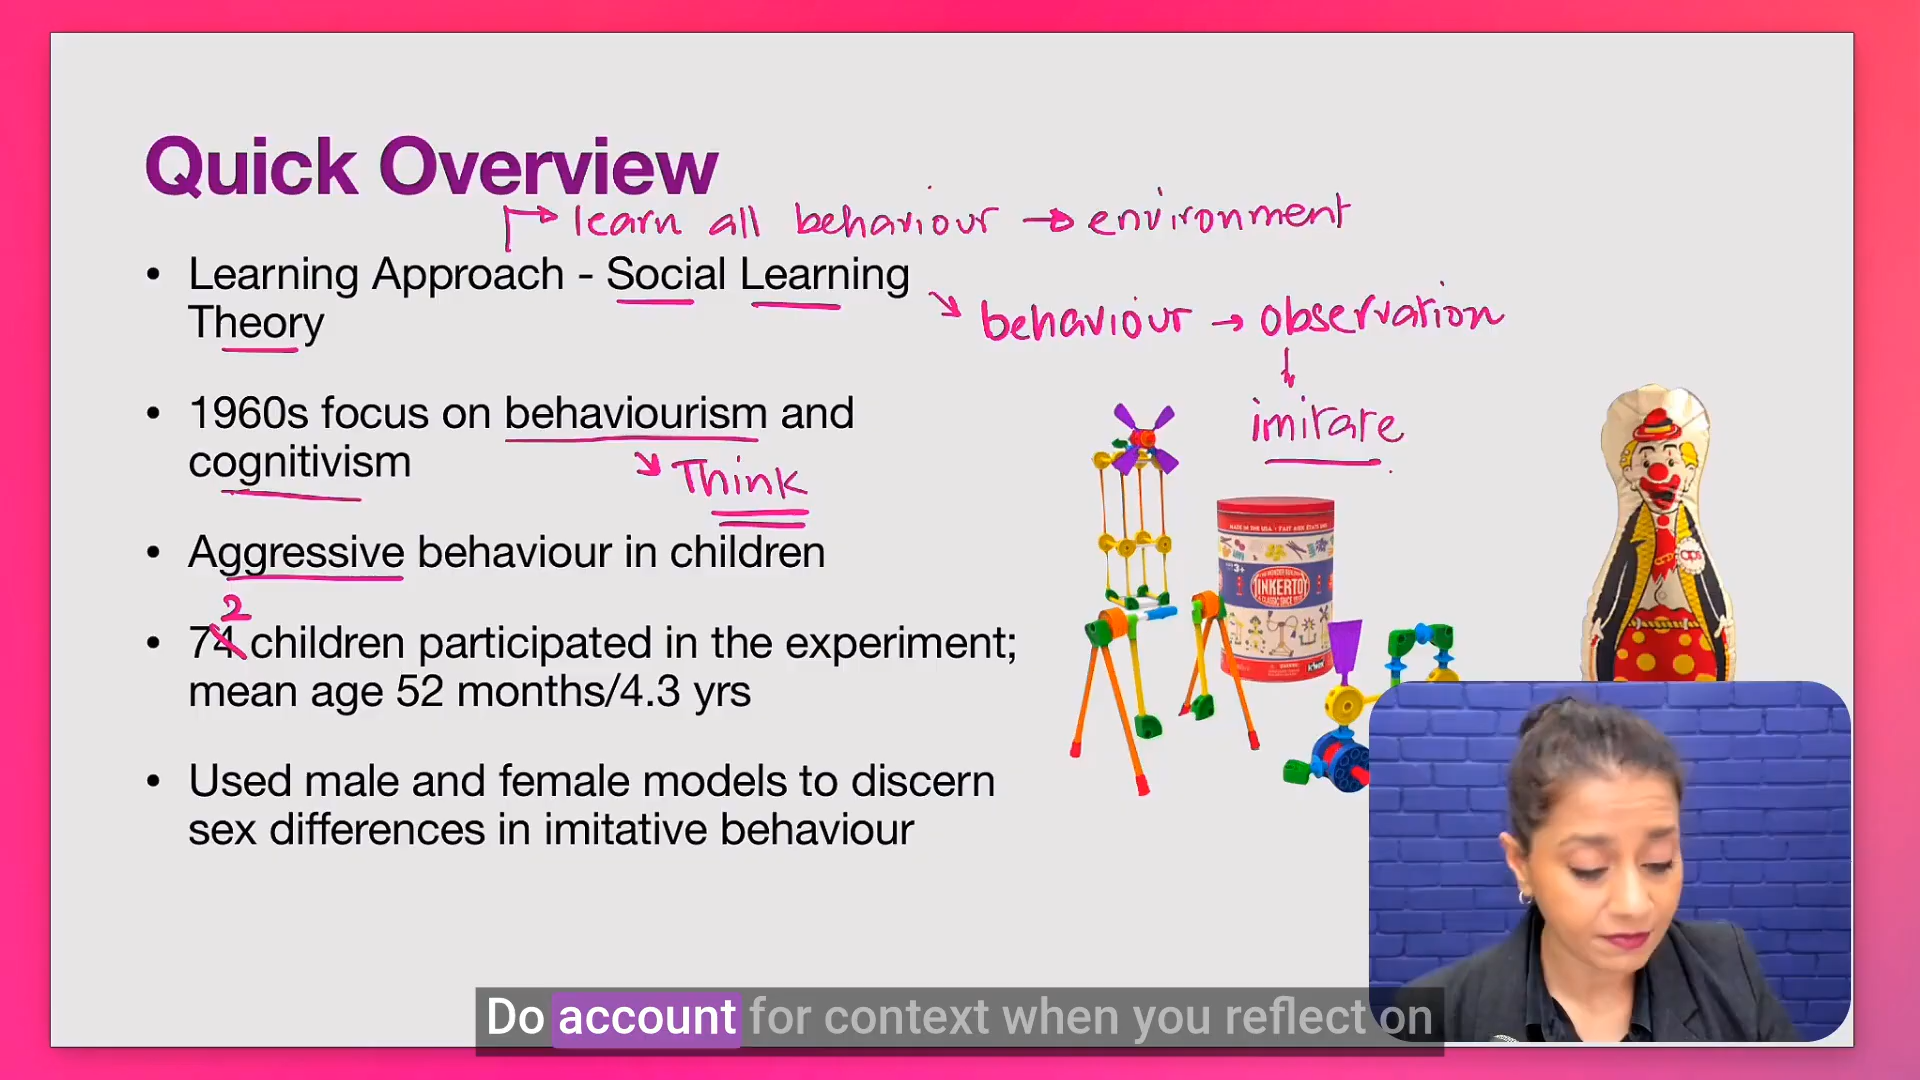 Quick Overview
learn all behaviour → environment
• Learning Approach - Social Learning
Theory
behaviour → observation
imitate
• 1960s focus on behaviourism and
cognitivism
Think
• Aggressive behaviour in children
2
• 74 children participated in the experiment;
mean age 52 months/4.3 yrs
• Used male and female models to discern
sex differences in imitative behaviour
TINKERTOY
3+
Do account for context when you reflect on